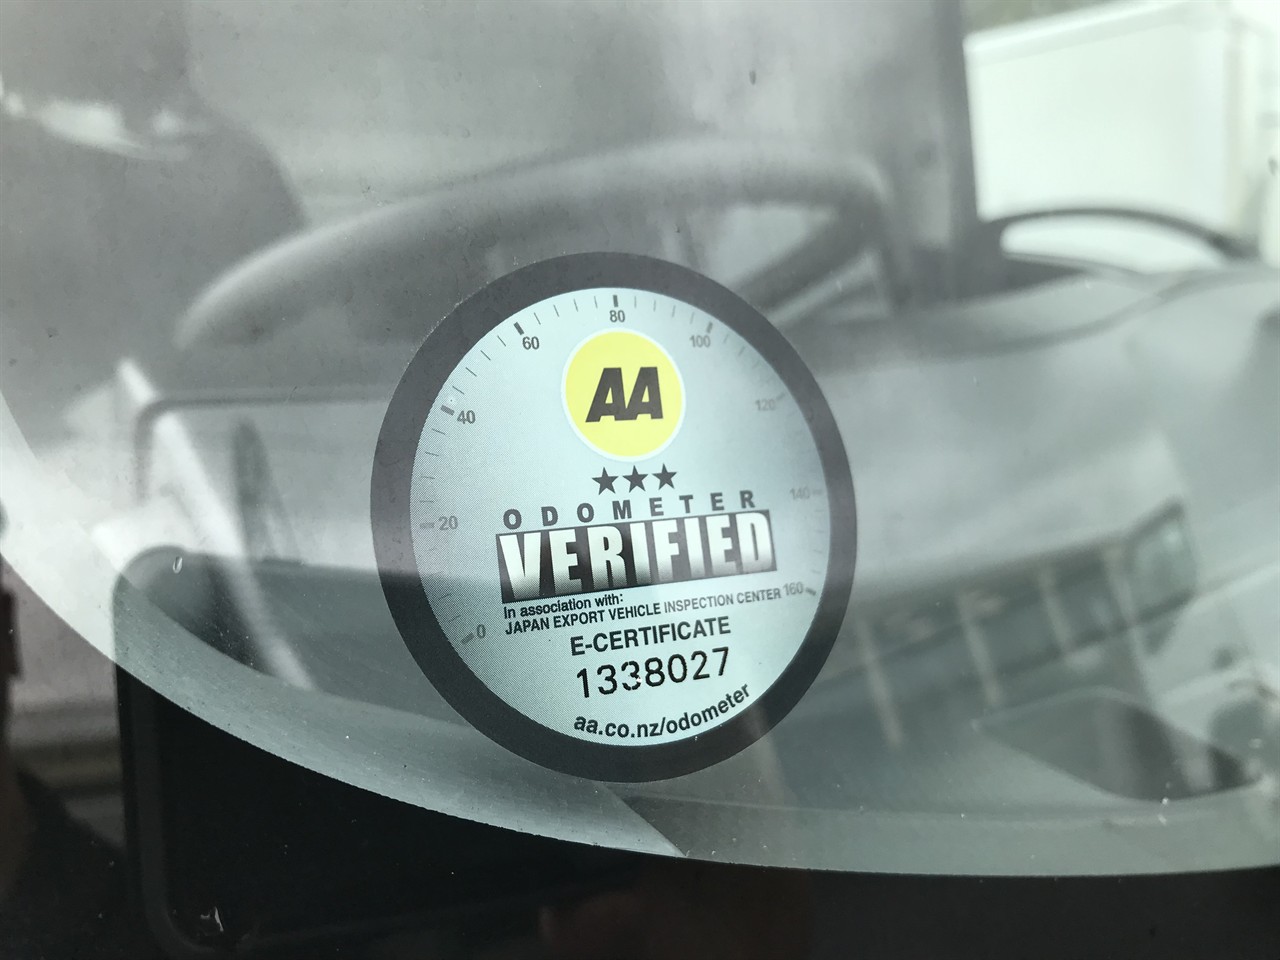 80
60
100
40
120
20
140
0
160
AA
ODOMETER
VERIFIED
In association with:
JAPAN EXPORT VEHICLE INSPECTION CENTER
E-CERTIFICATE
1338027
aa.co.nz/odometer